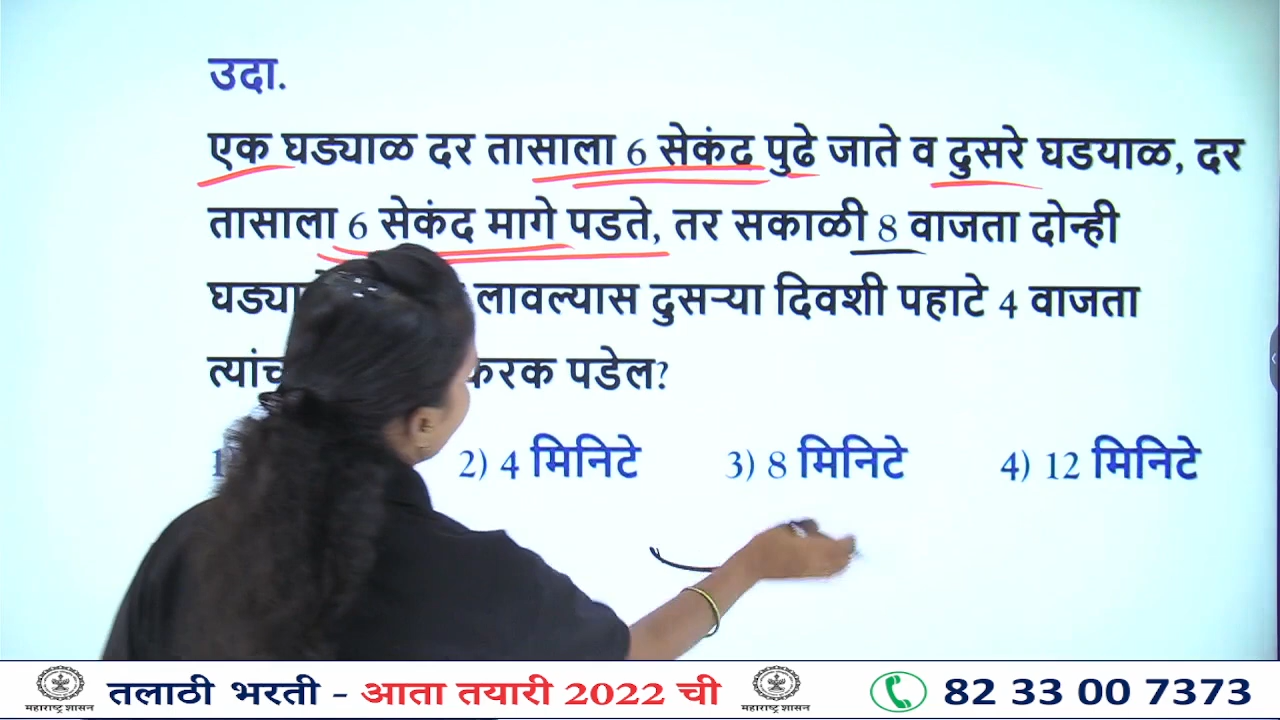 उदा.
एक घड्याळ दर तासाला 6 सेकंद पुढे जाते व दुसरे घडयाळ, दर
तासाला 6 सेकंद मागे पडते, तर सकाळी 8 वाजता दोन्ही
लावल्यास दुसऱ्या दिवशी पहाटे 4 वाजता
पडेल?
2) 4 मिनिटे 3) 8 मिनिटे 4) 12 मिनिटे
महाराष्ट्र शासन तलाठी भरती - आता तयारी 2022 ची महाराष्ट्र शासन 82 33 00 7373